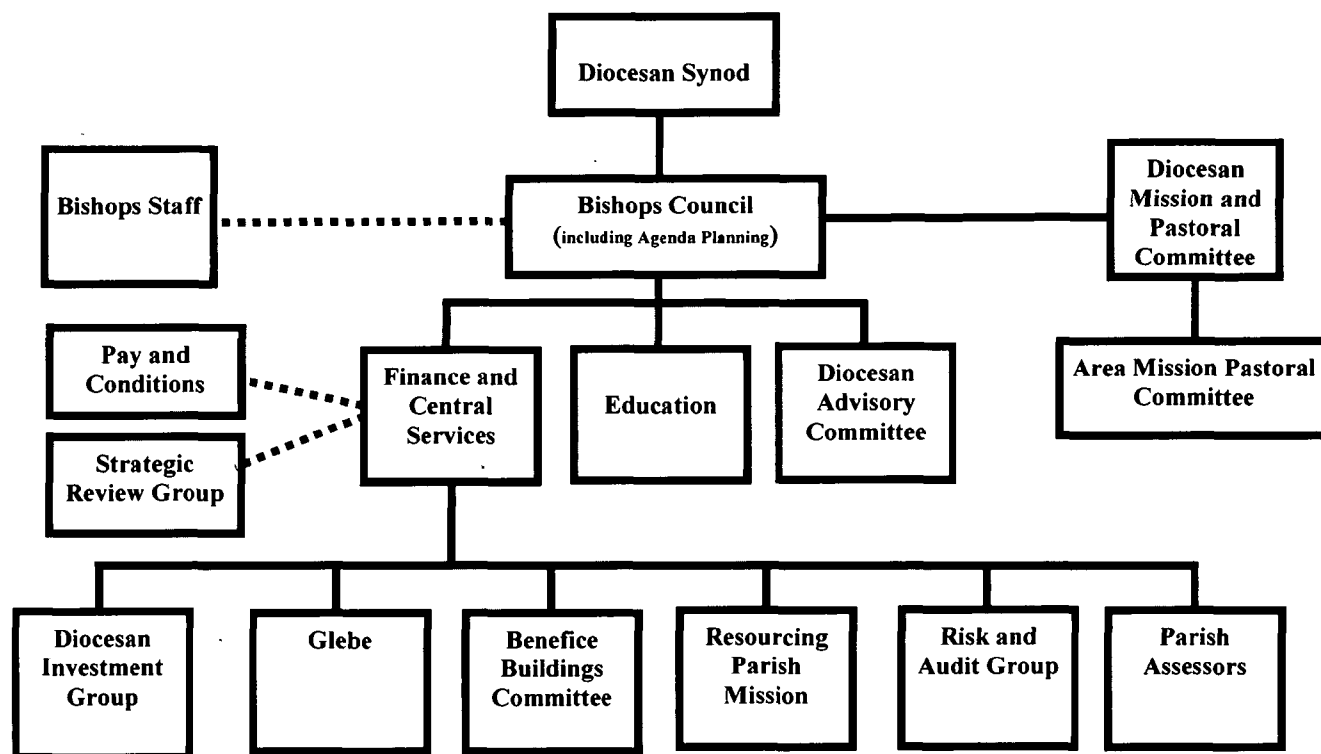 Diocesan Synod
Bishops Staff
Bishops Council
(including Agenda Planning)
Diocesan
Mission and
Pastoral
Committee
Pay and
Conditions
Strategic
Review Group
Finance and
Central
Services
Education
Diocesan
Advisory
Committee
Area Mission Pastoral
Committee
Diocesan
Investment
Group
Glebe
Benefice
Buildings
Committee
Resourcing
Parish
Mission
Risk and
Audit Group
Parish
Assessors